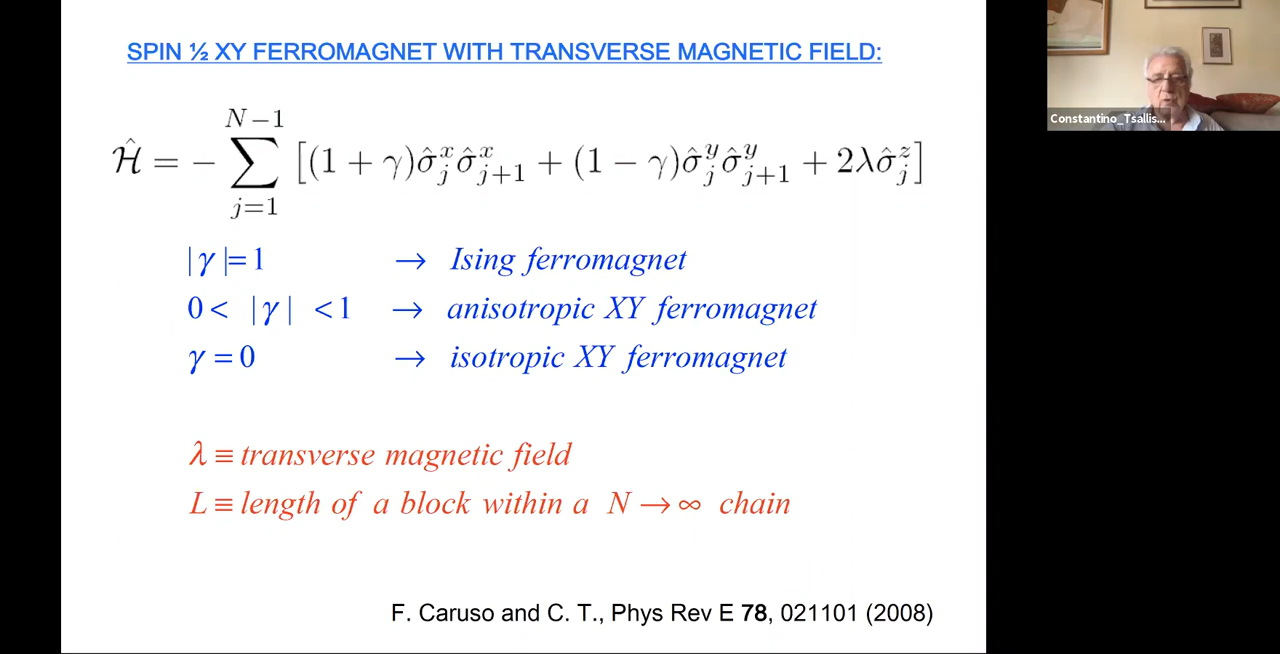 SPIN ½ XY FERROMAGNET WITH TRANSVERSE MAGNETIC FIELD:
Ĥ = − ∑_{j=1}^{N−1} [(1 + γ)σ̂_j^x σ̂_{j+1}^x + (1 − γ)σ̂_j^y σ̂_{j+1}^y + 2λσ̂_j^z]
|γ|= 1 → Ising ferromagnet
0 < |γ| < 1 → anisotropic XY ferromagnet
γ = 0 → isotropic XY ferromagnet
λ ≡ transverse magnetic field
L ≡ length of a block within a N → ∞ chain
F. Caruso and C. T., Phys Rev E 78, 021101 (2008)
Constantino_Tsallis...